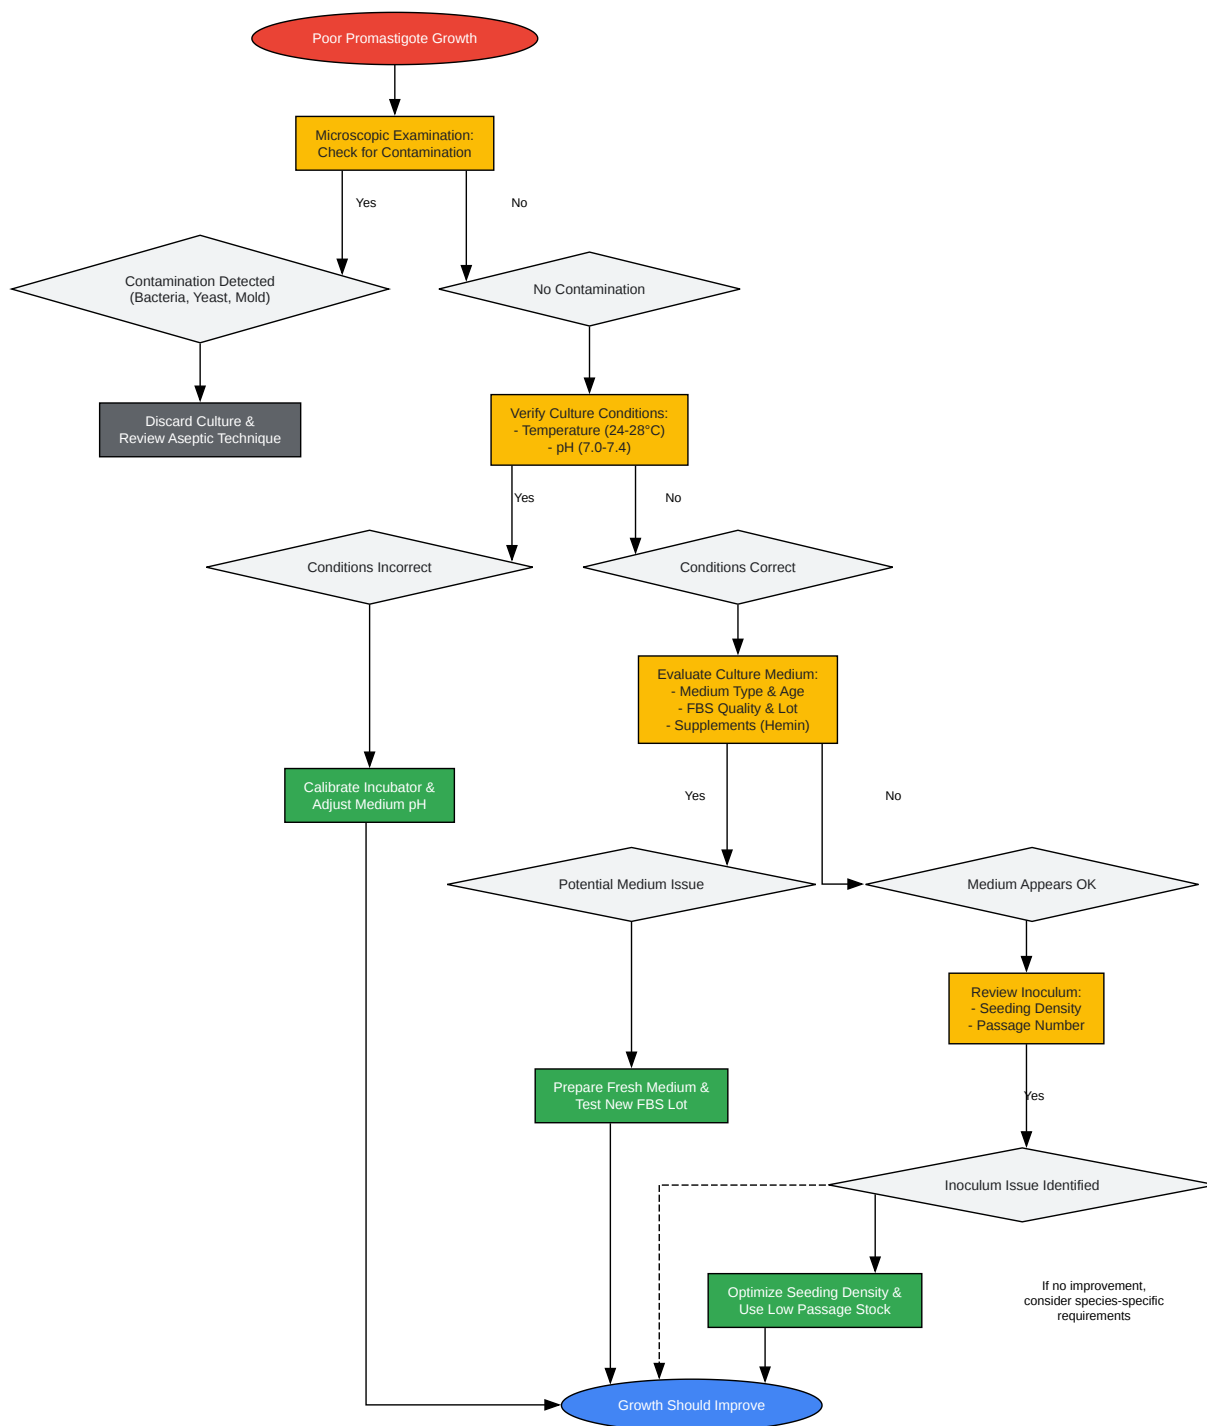 Poor Promastigote Growth
Microscopic Examination:
Check for Contamination
Yes
No
Contamination Detected
(Bacteria, Yeast, Mold)
No Contamination
Discard Culture &
Review Aseptic Technique
Verify Culture Conditions:
- Temperature (24-28°C)
- pH (7.0-7.4)
Yes
No
Conditions Incorrect
Conditions Correct
Evaluate Culture Medium:
- Medium Type & Age
- FBS Quality & Lot
- Supplements (Hemin)
Calibrate Incubator &
Adjust Medium pH
Yes
No
Potential Medium Issue
Medium Appears OK
Review Inoculum:
- Seeding Density
- Passage Number
Prepare Fresh Medium &
Test New FBS Lot
Yes
Inoculum Issue Identified
Optimize Seeding Density &
Use Low Passage Stock
If no improvement,
consider species-specific
requirements
Growth Should Improve